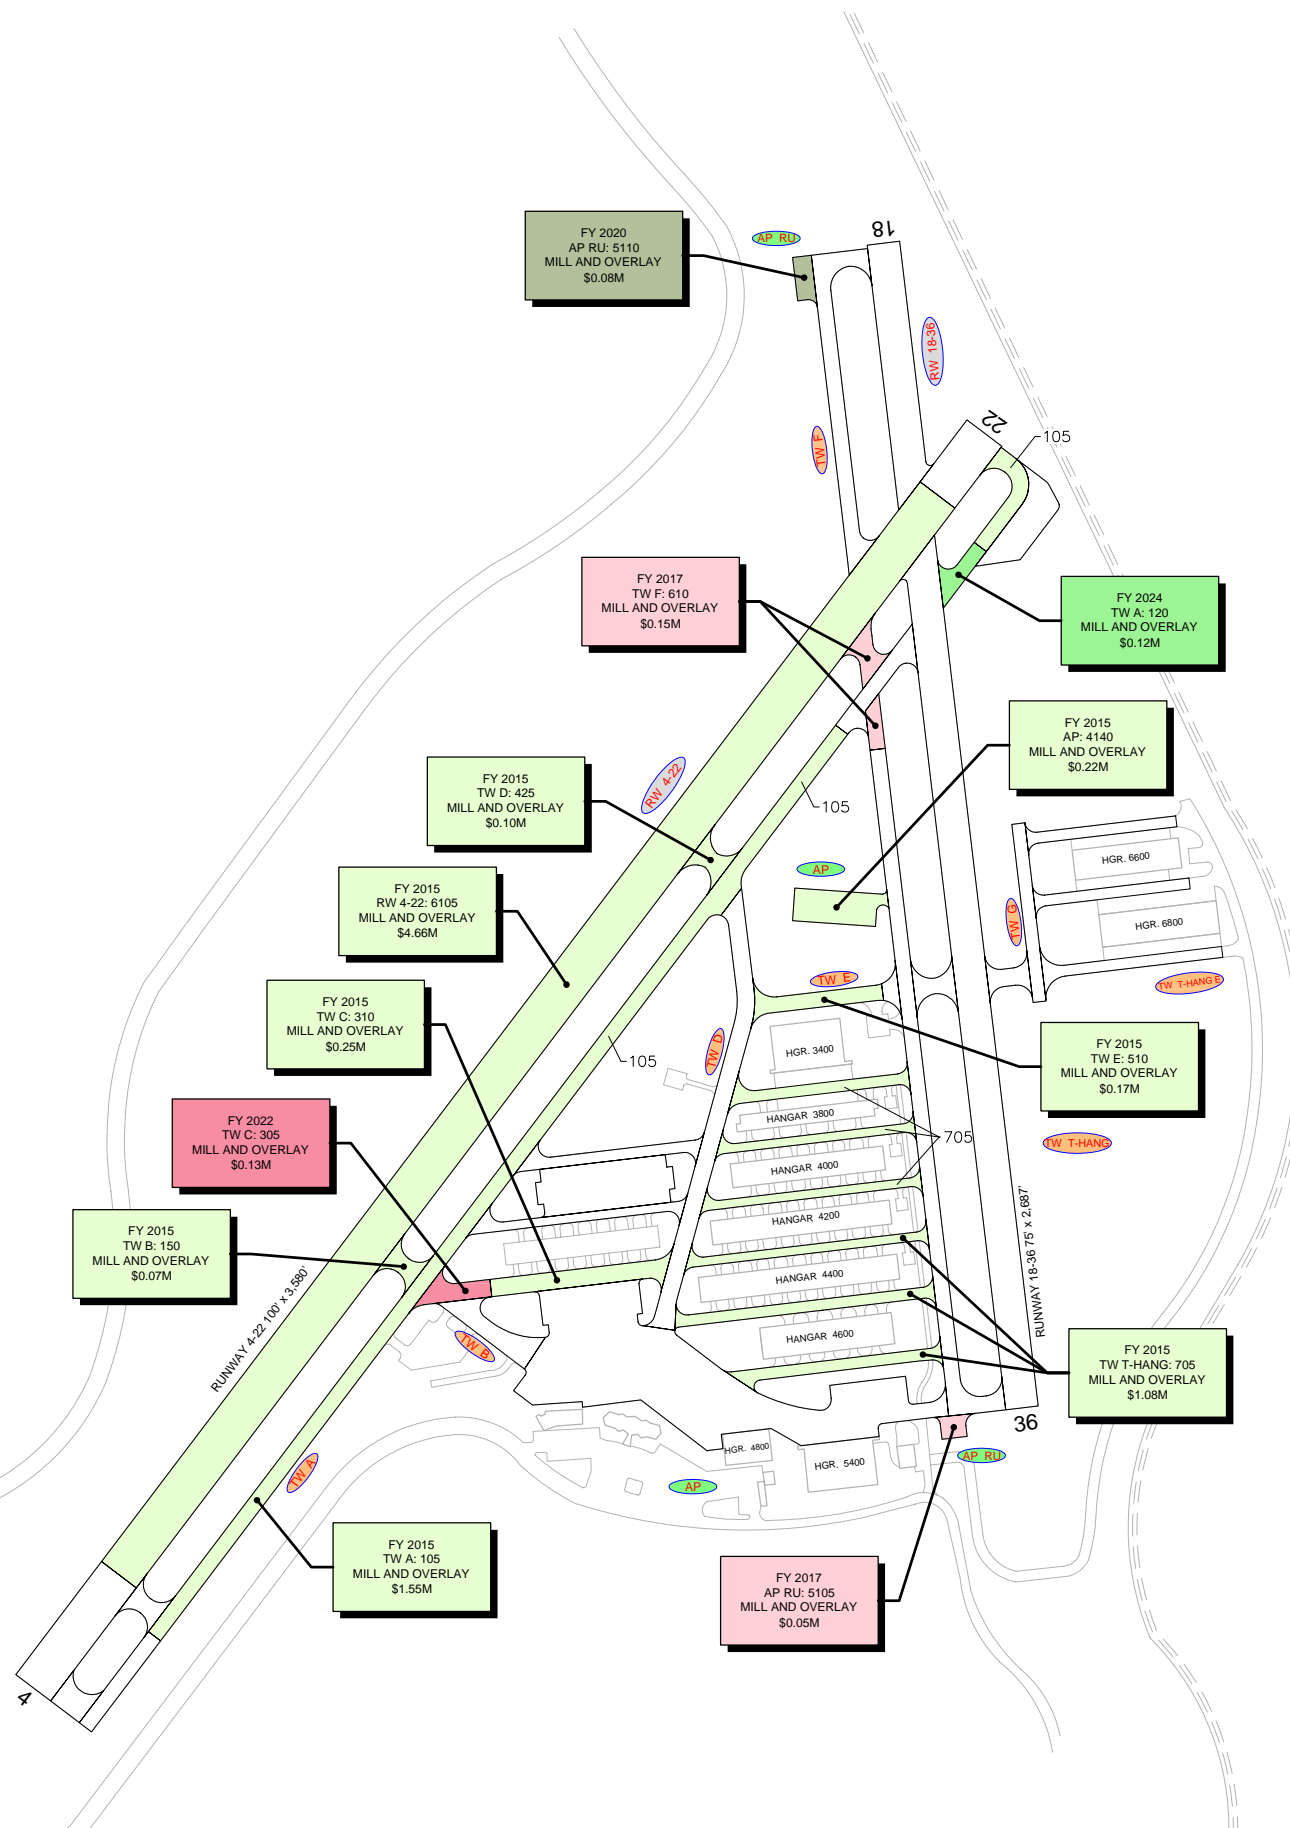 18
AP RU
FY 2020
AP RU: 5110
MILL AND OVERLAY
$0.08M
RW 18-36
22
105
TW F
FY 2017
TW F: 610
MILL AND OVERLAY
$0.15M
FY 2024
TW A: 120
MILL AND OVERLAY
$0.12M
FY 2015
AP: 4140
MILL AND OVERLAY
$0.22M
FY 2015
TW D: 425
MILL AND OVERLAY
$0.10M
RW 4-22
105
HGR. 6600
AP
FY 2015
RW 4-22: 6105
MILL AND OVERLAY
$4.66M
TW G
HGR. 6800
TW E
TW T-HANG E
FY 2015
TW C: 310
MILL AND OVERLAY
$0.25M
105
TW D
HGR. 3400
FY 2015
TW E: 510
MILL AND OVERLAY
$0.17M
HANGAR 3800
705
TW T-HANG
FY 2022
TW C: 305
MILL AND OVERLAY
$0.13M
HANGAR 4000
HANGAR 4200
RUNWAY 18-36 75' x 2,687'
FY 2015
TW B: 150
MILL AND OVERLAY
$0.07M
HANGAR 4400
RUNWAY 4-22 100' x 3,580'
HANGAR 4600
TW B
FY 2015
TW T-HANG: 705
MILL AND OVERLAY
$1.08M
36
HGR. 4800
HGR. 5400
AP RU
TW A
AP
FY 2015
TW A: 105
MILL AND OVERLAY
$1.55M
FY 2017
AP RU: 5105
MILL AND OVERLAY
$0.05M
4